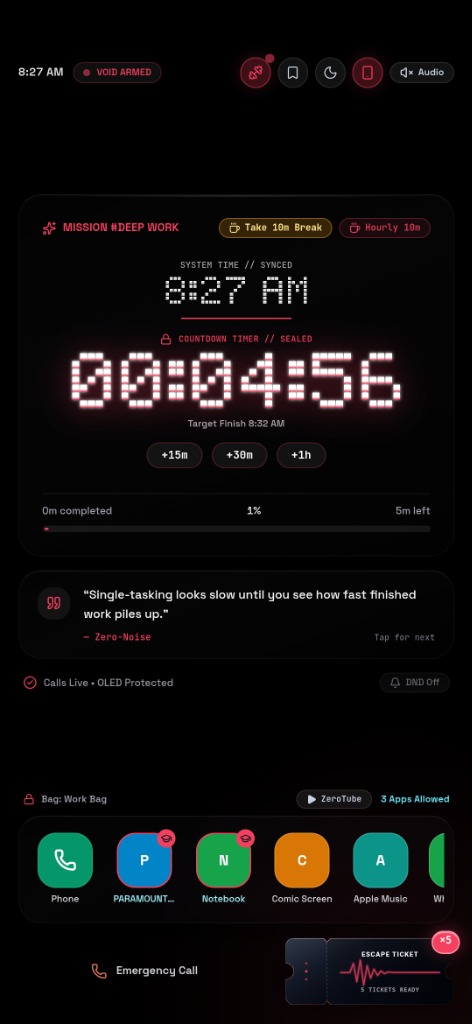 8:27 AM
VOID ARMED
Audio
MISSION #DEEP WORK
Take 10m Break
Hourly 10m
SYSTEM TIME // SYNCED
8:27 AM
COUNTDOWN TIMER // SEALED
00:04:56
Target Finish 8:32 AM
+15m
+30m
+1h
0m completed
1%
5m left
“Single-tasking looks slow until you see how fast finished
work piles up.”
— Zero-Noise
Tap for next
Calls Live • OLED Protected
DND Off
Bag: Work Bag
ZeroTube
3 Apps Allowed
P
N
C
A
Phone
PARAMOUNT...
Notebook
Comic Screen
Apple Music
Wh
×5
Emergency Call
ESCAPE TICKET
5 TICKETS READY